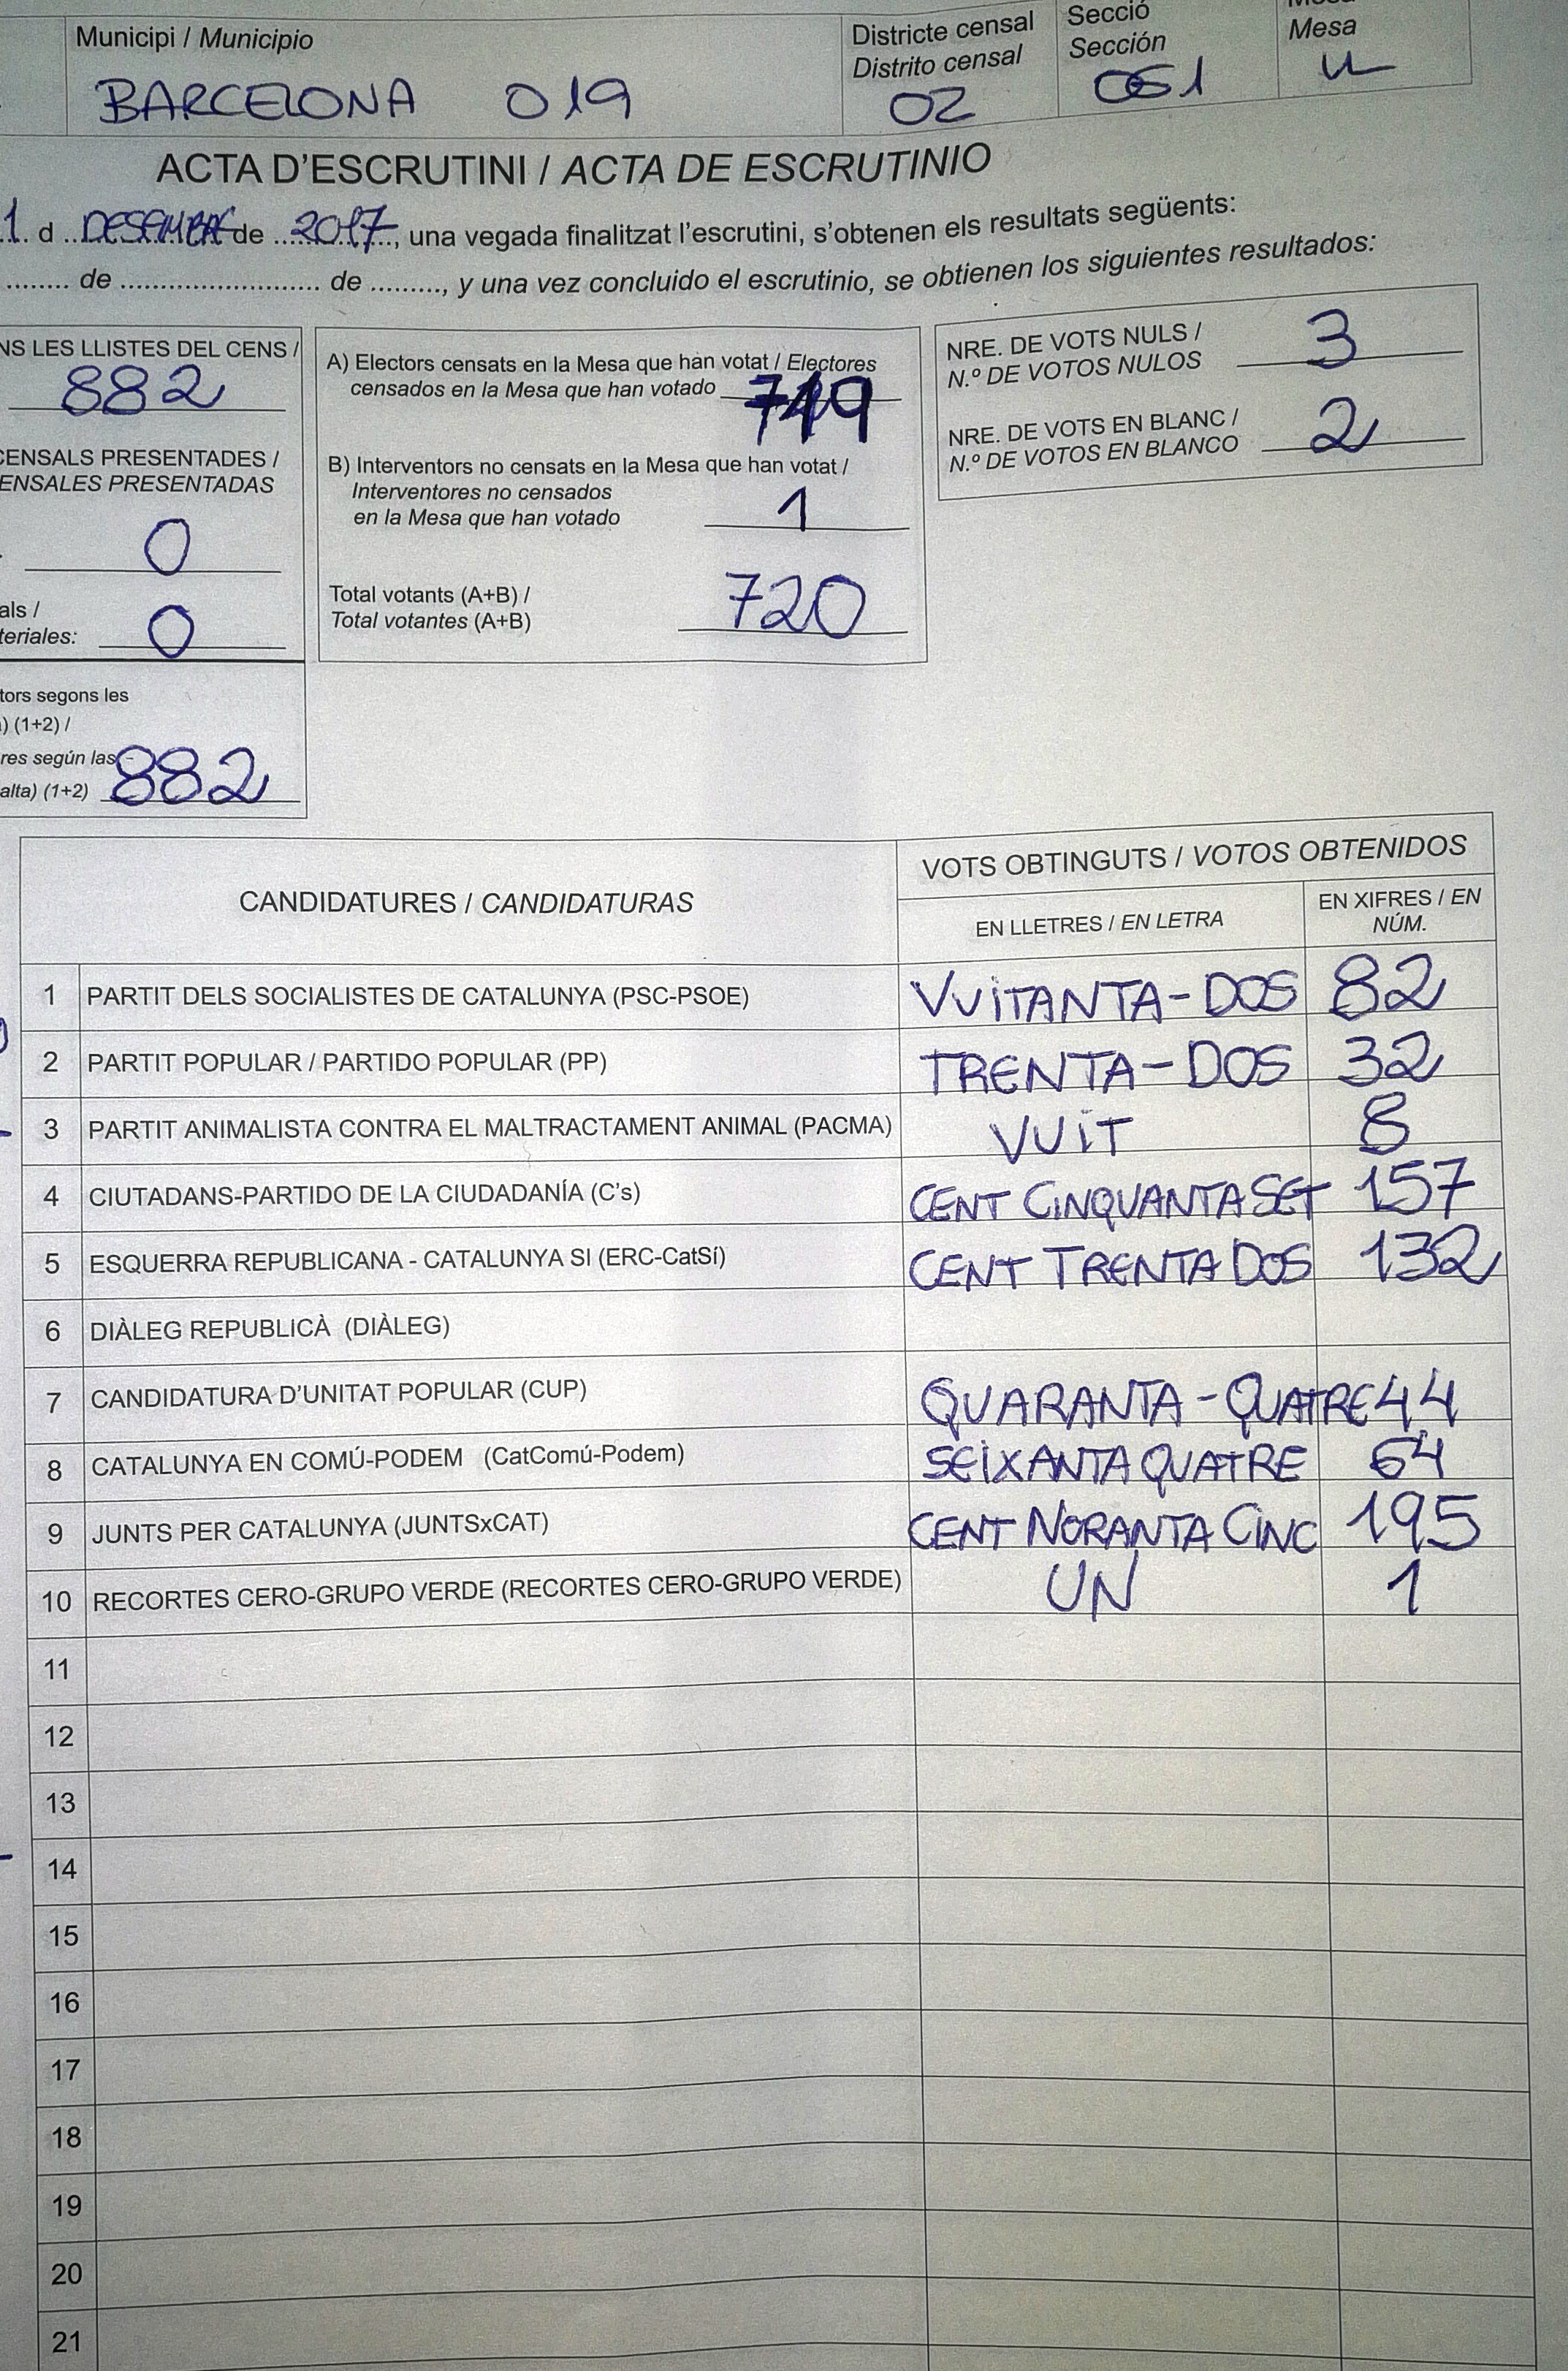 Municipi / Municipio
BARCELONA 019
Districte censal
Distrito censal
02
Secció
Sección
061
Mesa
U
ACTA D'ESCRUTINI / ACTA DE ESCRUTINIO
1 d DESEMBRE de 2017, una vegada finalitzat l'escrutini, s'obtenen els resultats següents:
........ de ........................ de ........., y una vez concluido el escrutinio, se obtienen los siguientes resultados:
NS LES LLISTES DEL CENS /
882
CENSALS PRESENTADES /
ENSALES PRESENTADAS
0
als /
teriales: 0
tors segons les
) (1+2) /
res según las
alta) (1+2) 882
A) Electors censats en la Mesa que han votat / Electores
censados en la Mesa que han votado 719
B) Interventors no censats en la Mesa que han votat /
Interventores no censados
en la Mesa que han votado 1
Total votants (A+B) /
Total votantes (A+B) 720
NRE. DE VOTS NULS /
N.º DE VOTOS NULOS 3
NRE. DE VOTS EN BLANC /
N.º DE VOTOS EN BLANCO 2
CANDIDATURES / CANDIDATURAS
VOTS OBTINGUTS / VOTOS OBTENIDOS
EN LLETRES / EN LETRA
EN XIFRES / EN
NÚM.
1 PARTIT DELS SOCIALISTES DE CATALUNYA (PSC-PSOE) VUITANTA-DOS 82
2 PARTIT POPULAR / PARTIDO POPULAR (PP) TRENTA-DOS 32
3 PARTIT ANIMALISTA CONTRA EL MALTRACTAMENT ANIMAL (PACMA) VUIT 8
4 CIUTADANS-PARTIDO DE LA CIUDADANÍA (C's) CENT CINQUANTA SET 157
5 ESQUERRA REPUBLICANA - CATALUNYA SI (ERC-CatSí) CENT TRENTA DOS 132
6 DIÀLEG REPUBLICÀ (DIÀLEG)
7 CANDIDATURA D'UNITAT POPULAR (CUP) QUARANTA-QUATRE 44
8 CATALUNYA EN COMÚ-PODEM (CatComú-Podem) SEIXANTA QUATRE 64
9 JUNTS PER CATALUNYA (JUNTSxCAT) CENT NORANTA CINC 195
10 RECORTES CERO-GRUPO VERDE (RECORTES CERO-GRUPO VERDE) UN 1
11
12
13
14
15
16
17
18
19
20
21